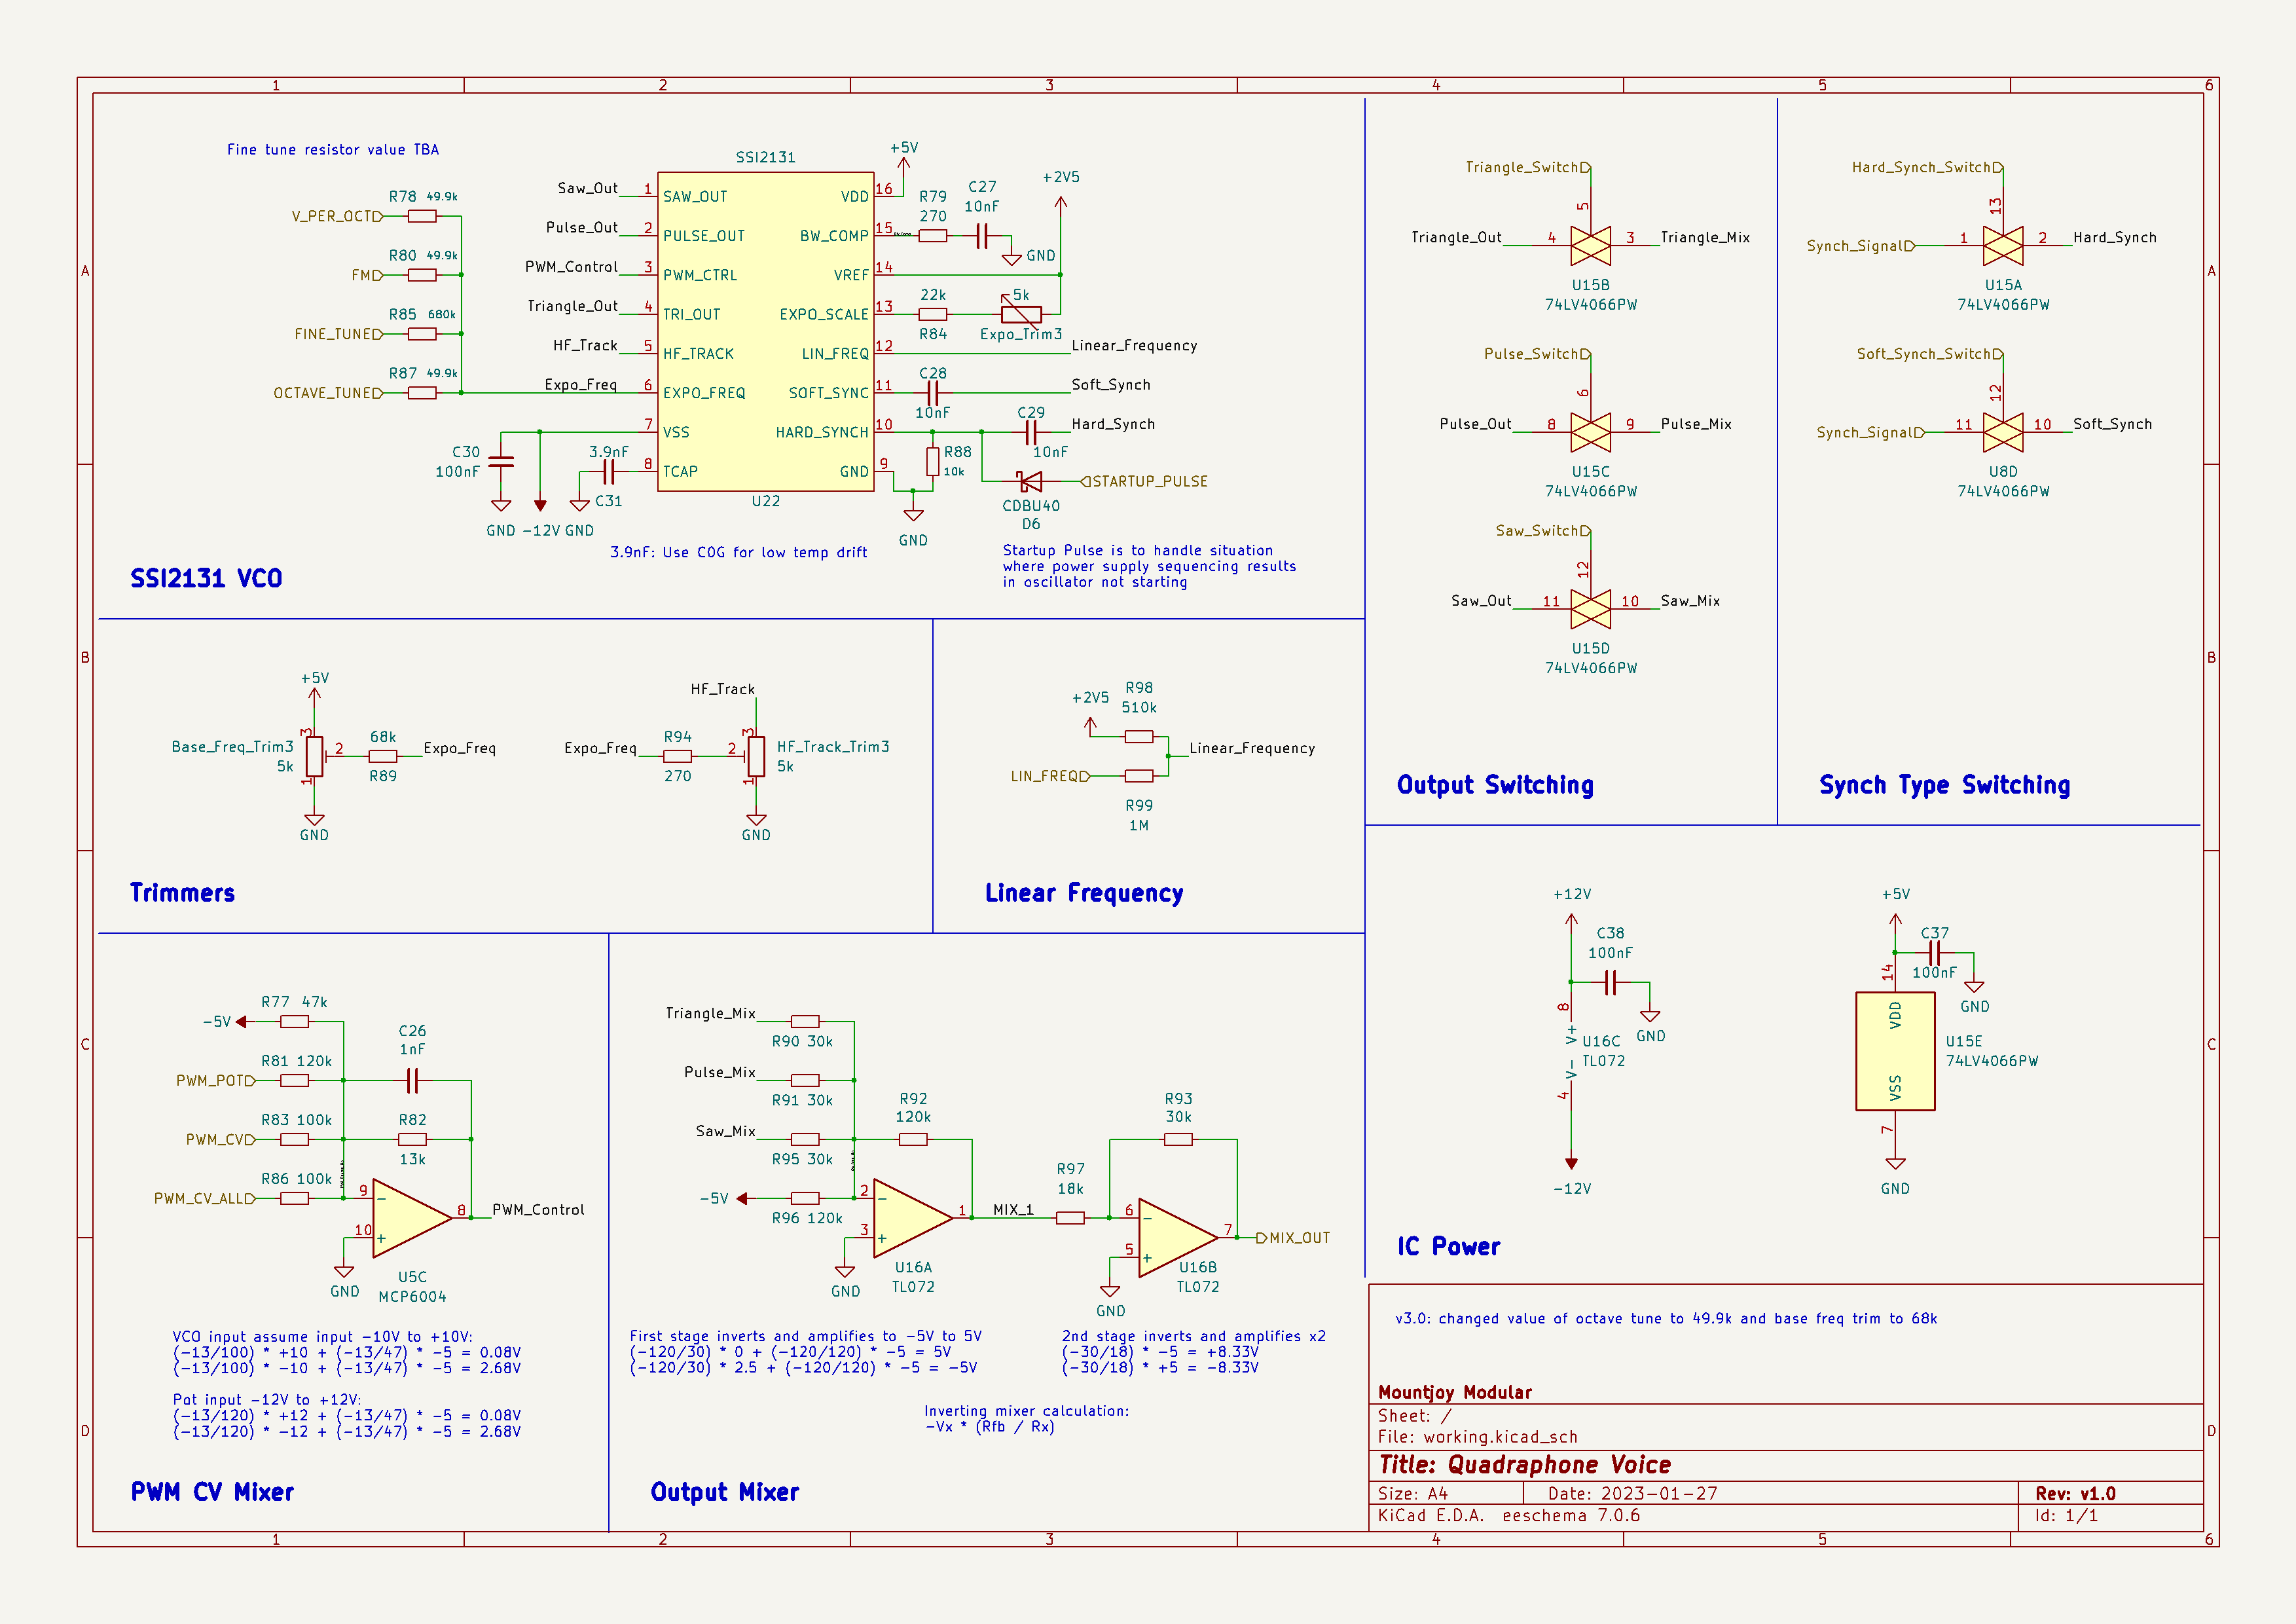 1 2 3 4 5 6
A
B
C
D
A
B
C
D
1 2 3 4 5 6
Fine tune resistor value TBA
V_PER_OCT
R78 49.9k
FM
R80 49.9k
FINE_TUNE
R85 680k
OCTAVE_TUNE
R87 49.9k
SSI2131
Saw_Out 1 SAW_OUT
Pulse_Out 2 PULSE_OUT
PWM_Control 3 PWM_CTRL
Triangle_Out 4 TRI_OUT
HF_Track 5 HF_TRACK
Expo_Freq 6 EXPO_FREQ
7 VSS
8 TCAP
VDD 16
BW_COMP 15
VREF 14
EXPO_SCALE 13
LIN_FREQ 12
SOFT_SYNC 11
HARD_SYNCH 10
GND 9
U22
+5V
R79
270
C27
10nF
GND
+2V5
22k
R84
5k
Expo_Trim3
Linear_Frequency
C28
10nF
Soft_Synch
C29
10nF
Hard_Synch
R88
10k
STARTUP_PULSE
CDBU40
D6
GND
C30
100nF
3.9nF
C31
GND -12V GND
3.9nF: Use COG for low temp drift
Startup Pulse is to handle situation
where power supply sequencing results
in oscillator not starting
SSI2131 VCO
Triangle_Switch
5
Triangle_Out 4 3 Triangle_Mix
U15B
74LV4066PW
Pulse_Switch
6
Pulse_Out 8 9 Pulse_Mix
U15C
74LV4066PW
Saw_Switch
12
Saw_Out 11 10 Saw_Mix
U15D
74LV4066PW
Output Switching
Hard_Synch_Switch
13
Synch_Signal 1 2 Hard_Synch
U15A
74LV4066PW
Soft_Synch_Switch
12
Synch_Signal 11 10 Soft_Synch
U8D
74LV4066PW
Synch Type Switching
+5V
Base_Freq_Trim3
5k
3
2
1
68k
R89
Expo_Freq
GND
HF_Track
Expo_Freq
R94
270
3
2
1
HF_Track_Trim3
5k
GND
Trimmers
+2V5
R98
510k
Linear_Frequency
LIN_FREQ
R99
1M
Linear Frequency
R77 47k
-5V
R81 120k
PWM_POT
R83 100k
PWM_CV
R86 100k
PWM_CV_ALL
C26
1nF
R82
13k
9
10
8
PWM_Control
GND
U5C
MCP6004
VCO input assume input -10V to +10V:
(-13/100) * +10 + (-13/47) * -5 = 0.08V
(-13/100) * -10 + (-13/47) * -5 = 2.68V
Pot input -12V to +12V:
(-13/120) * +12 + (-13/47) * -5 = 0.08V
(-13/120) * -12 + (-13/47) * -5 = 2.68V
PWM CV Mixer
Triangle_Mix
R90 30k
Pulse_Mix
R91 30k
Saw_Mix
R95 30k
-5V
R96 120k
R92
120k
2
3
1
GND
U16A
TL072
MIX_1
R97
18k
R93
30k
6
5
7
MIX_OUT
GND
U16B
TL072
First stage inverts and amplifies to -5V to 5V
(-120/30) * 0 + (-120/120) * -5 = 5V
(-120/30) * 2.5 + (-120/120) * -5 = -5V
2nd stage inverts and amplifies x2
(-30/18) * -5 = +8.33V
(-30/18) * +5 = -8.33V
Inverting mixer calculation:
-Vx * (Rfb / Rx)
Output Mixer
+12V
C38
100nF
GND
8
V+
U16C
TL072
V-
4
-12V
+5V
C37
100nF
GND
14
VDD
U15E
74LV4066PW
VSS
7
GND
IC Power
v3.0: changed value of octave tune to 49.9k and base freq trim to 68k
Mountjoy Modular
Sheet: /
File: working.kicad_sch
Title: Quadraphone Voice
Size: A4 Date: 2023-01-27 Rev: v1.0
KiCad E.D.A. eeschema 7.0.6 Id: 1/1